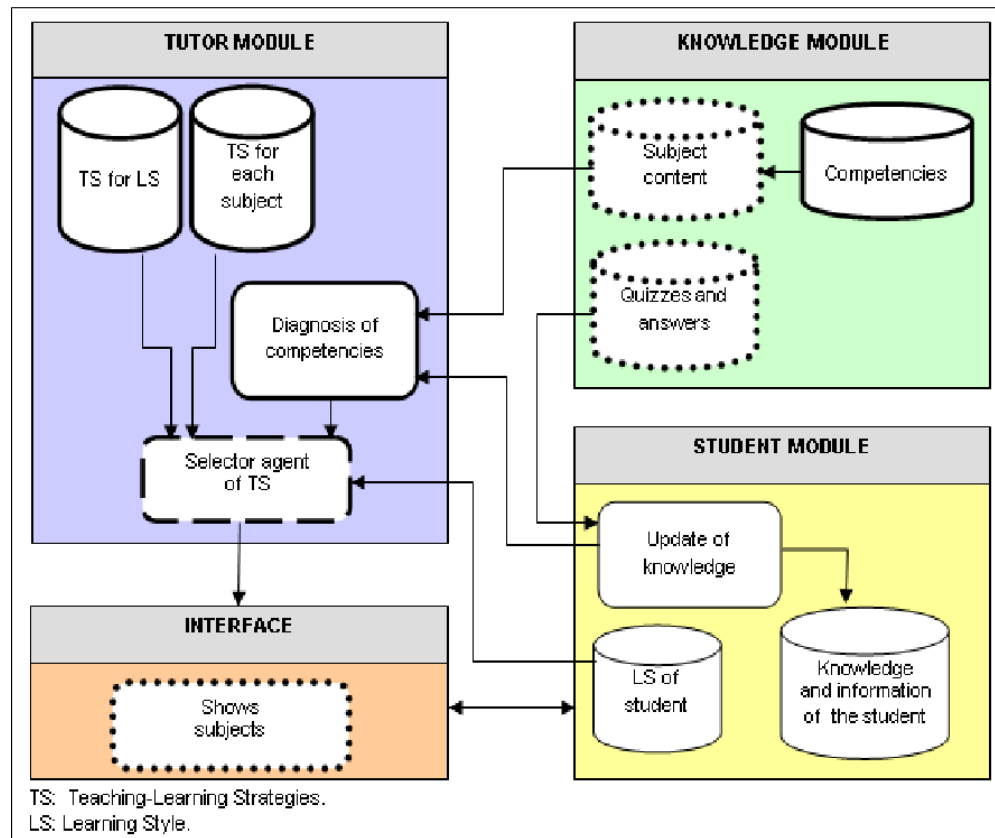 TUTOR MODULE
TS for LS
TS for
each
subject
Diagnosis of
competencies
Selector agent
of TS
KNOWLEDGE MODULE
Subject
content
Competencies
Quizzes and
answers
STUDENT MODULE
Update of
knowledge
LS of
student
Knowledge
and information
of the student
INTERFACE
Shows
subjects
TS: Teaching-Learning Strategies.
LS: Learning Style.